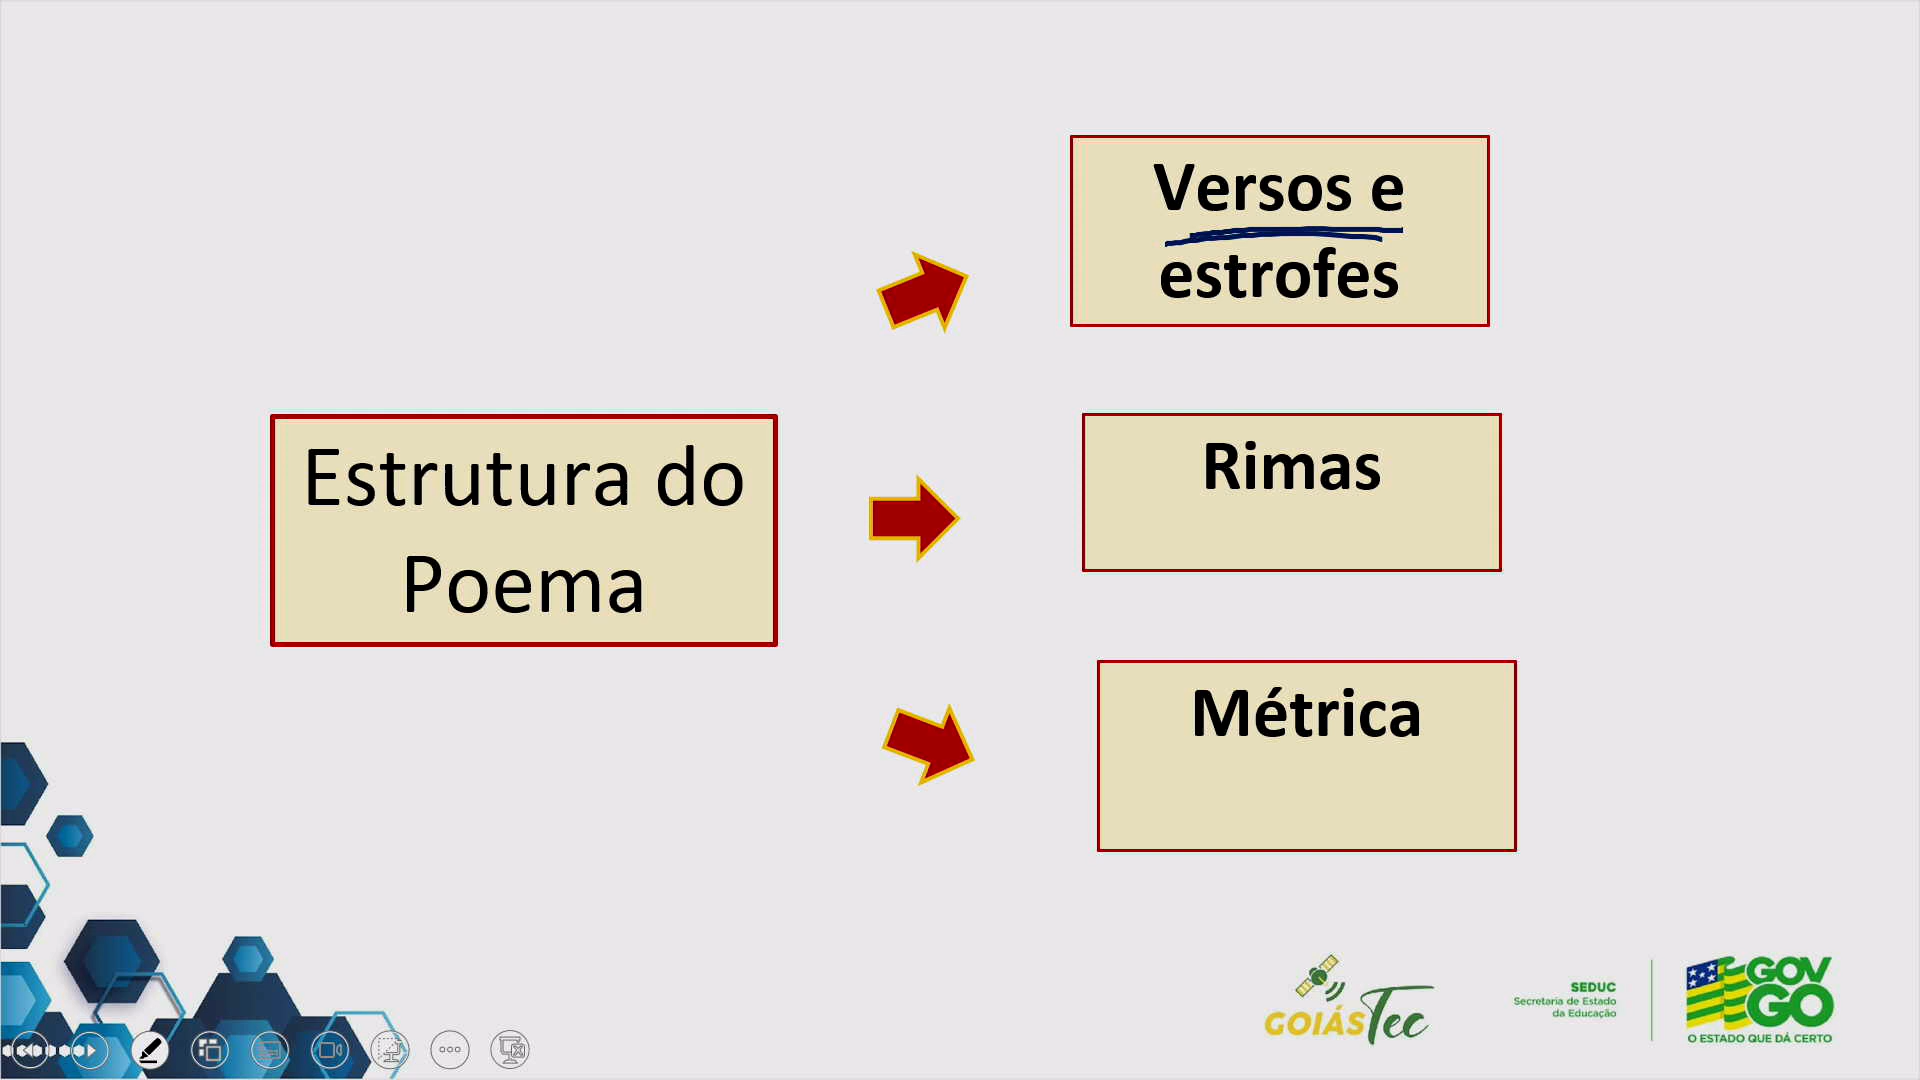 Versos e
estrofes
Estrutura do
Poema
Rimas
Métrica
GOIÁSTec
SEDUC
Secretaria de Estado
da Educação
GOV
GO
O ESTADO QUE DÁ CERTO